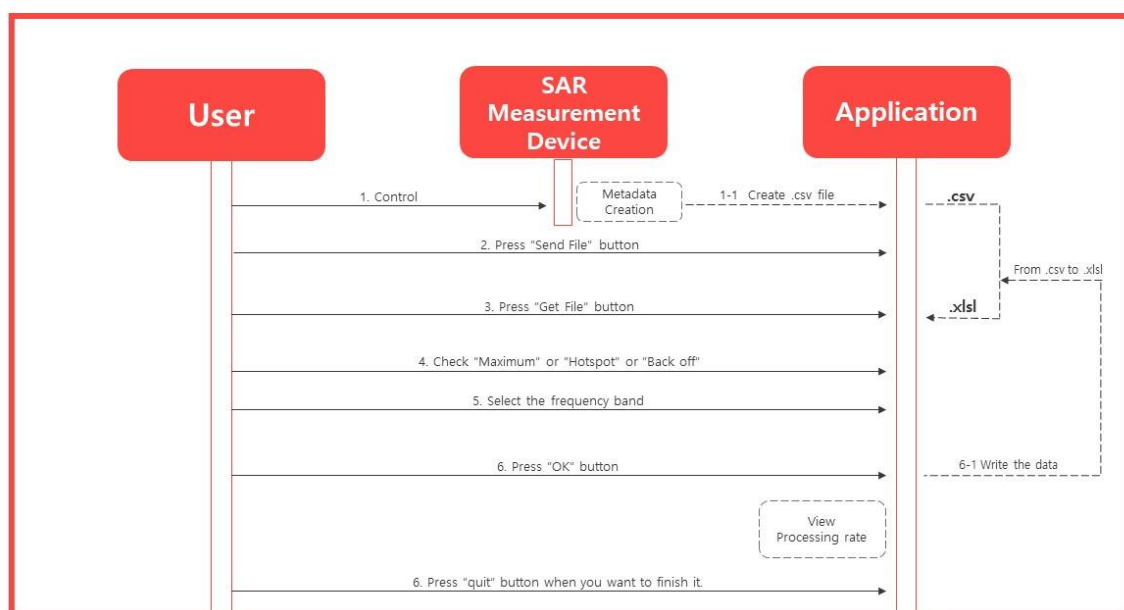 User
SAR
Measurement
Device
Application
1. Control
Metadata
Creation
1-1 Create .csv file
.csv
2. Press "Send File" button
From .csv to .xlsl
3. Press "Get File" button
.xlsl
4. Check "Maximum" or "Hotspot" or "Back off"
5. Select the frequency band
6. Press "OK" button
6-1 Write the data
View
Processing rate
6. Press "quit" button when you want to finish it.